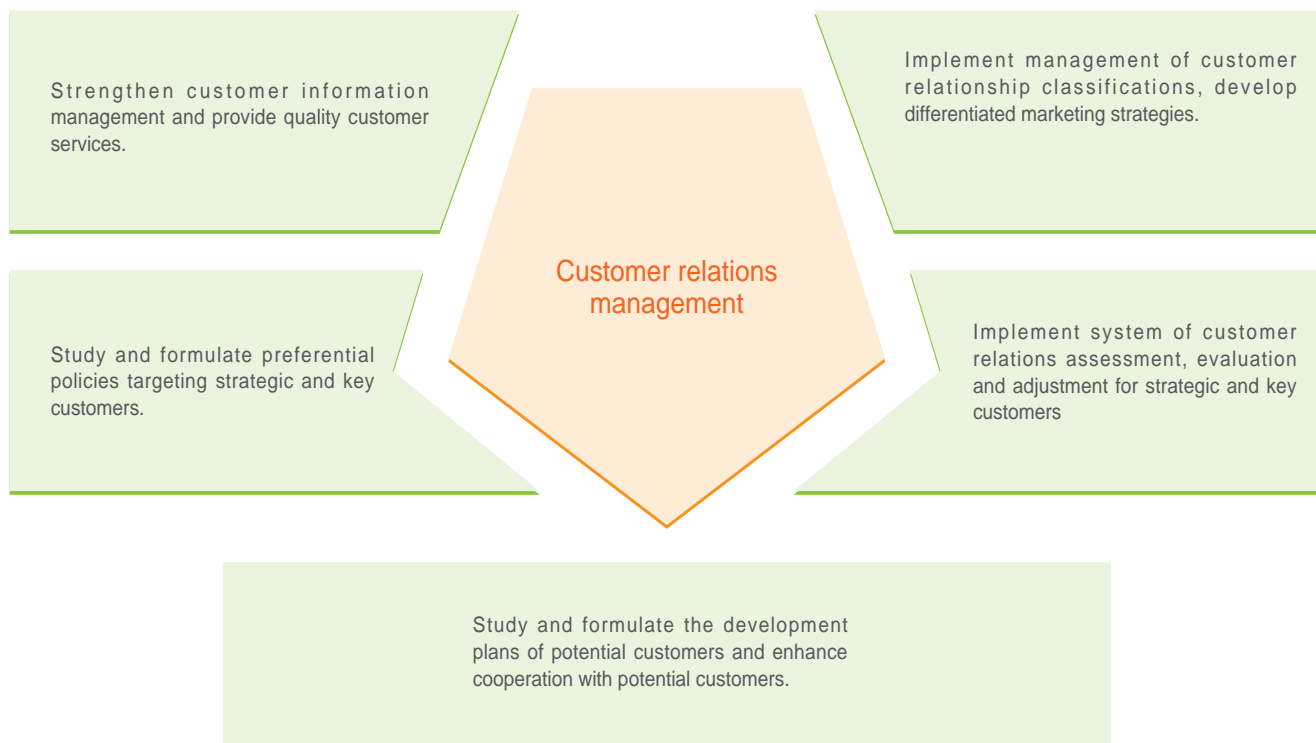 Strengthen customer information
management and provide quality customer
services.
Implement management of customer
relationship classifications, develop
differentiated marketing strategies.
Customer relations
management
Study and formulate preferential
policies targeting strategic and key
customers.
Implement system of customer
relations assessment, evaluation
and adjustment for strategic and key
customers
Study and formulate the development
plans of potential customers and enhance
cooperation with potential customers.